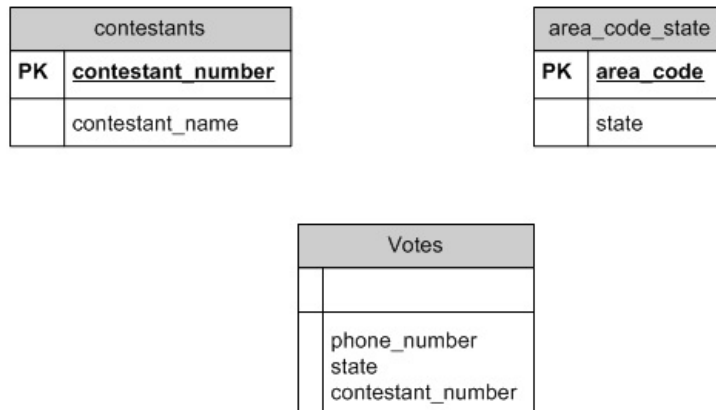 contestants
PK contestant_number
contestant_name
area_code_state
PK area_code
state
Votes
phone_number
state
contestant_number